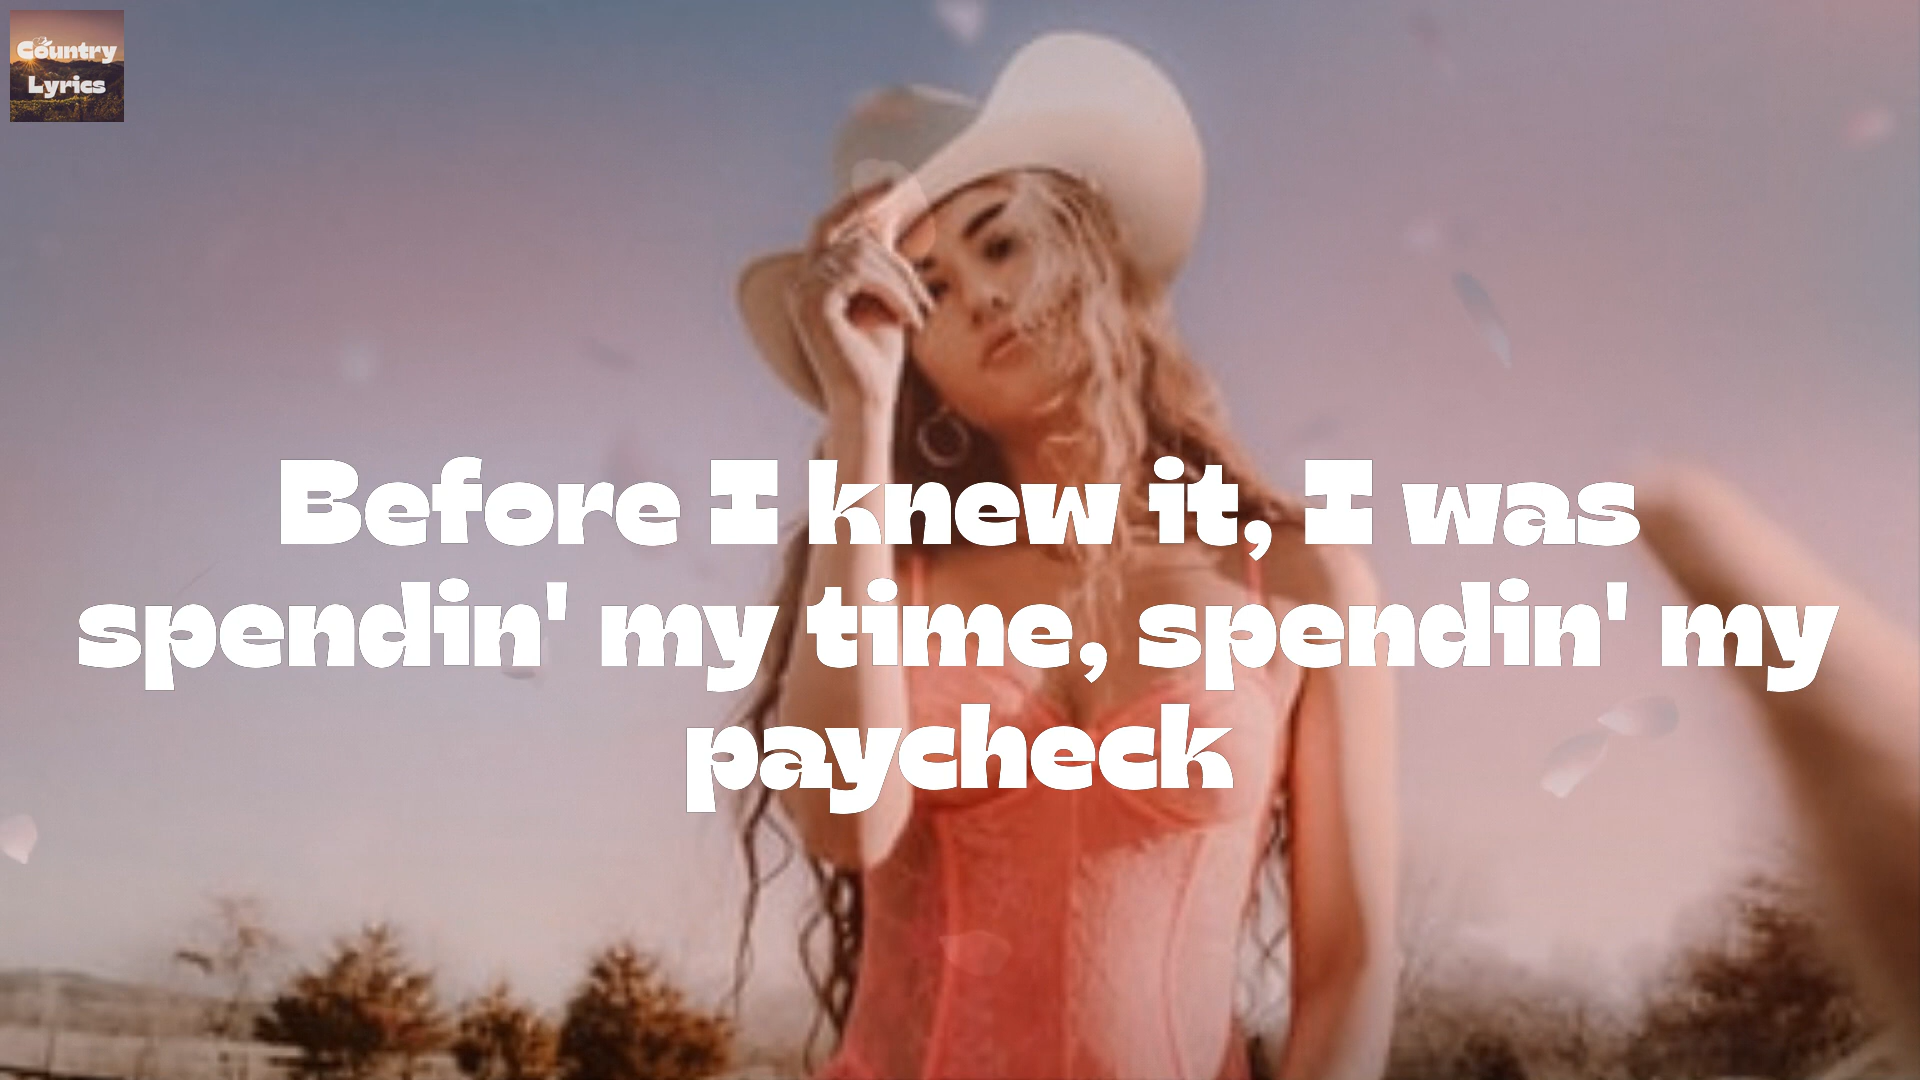 Country
Lyrics
Before I knew it, I was
spendin' my time, spendin' my
paycheck